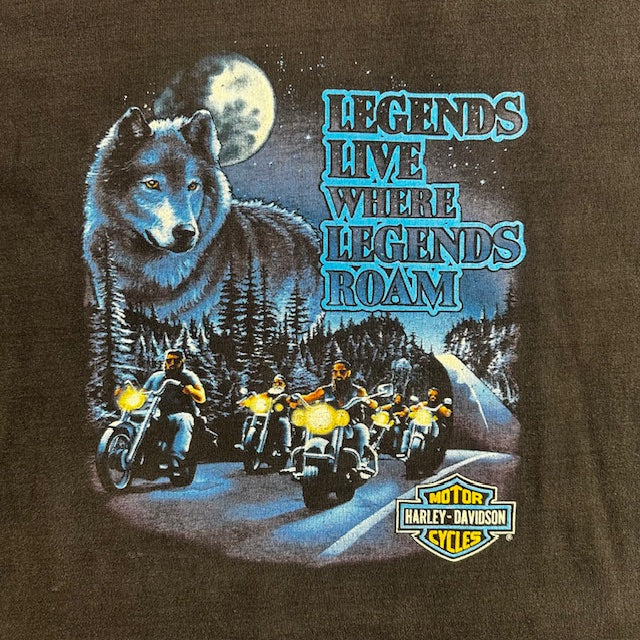 LEGENDS
LIVE
WHERE
LEGENDS
ROAM
MOTOR
HARLEY-DAVIDSON
CYCLES
®